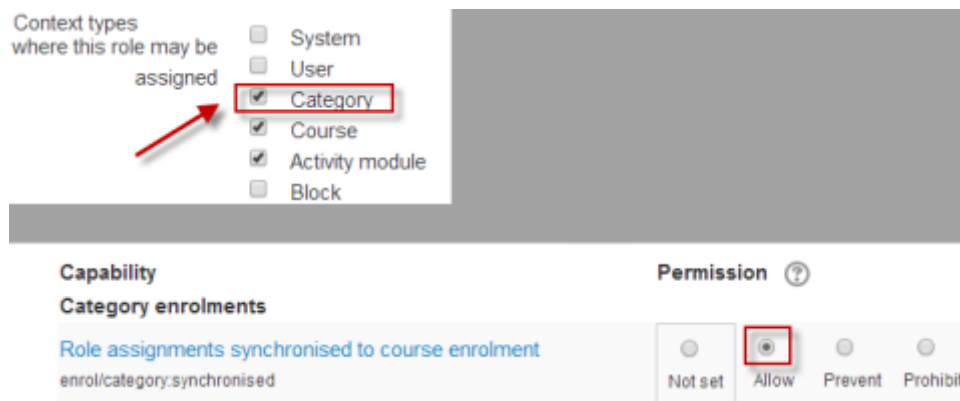 Context types
where this role may be
assigned
System
User
Category
Course
Activity module
Block
Capability
Permission
Category enrolments
Role assignments synchronised to course enrolment
enrol/category:synchronised
Not set
Allow
Prevent
Prohibit